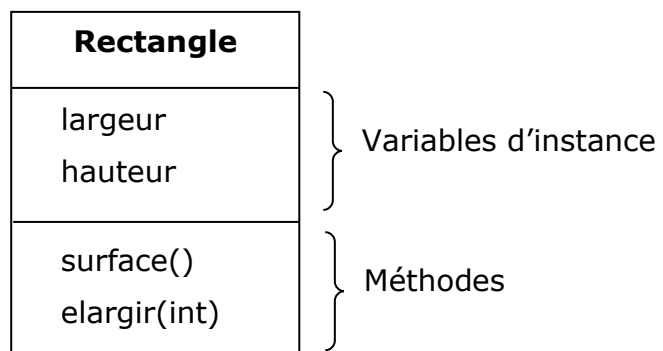 Rectangle
largeur
hauteur
Variables d’instance
surface()
elargir(int)
Méthodes